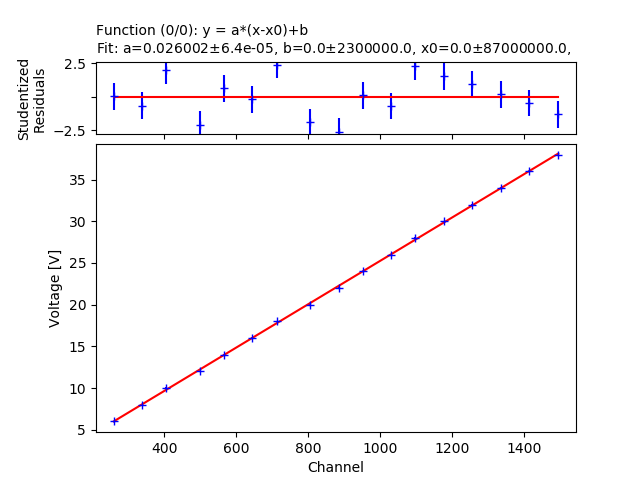 Function (0/0): y = a*(x-x0)+b
Fit: a=0.026002±6.4e-05, b=0.0±2300000.0, x0=0.0±87000000.0,
Studentized
Residuals
2.5
−2.5
Voltage [V]
35
30
25
20
15
10
5
400 600 800 1000 1200 1400
Channel